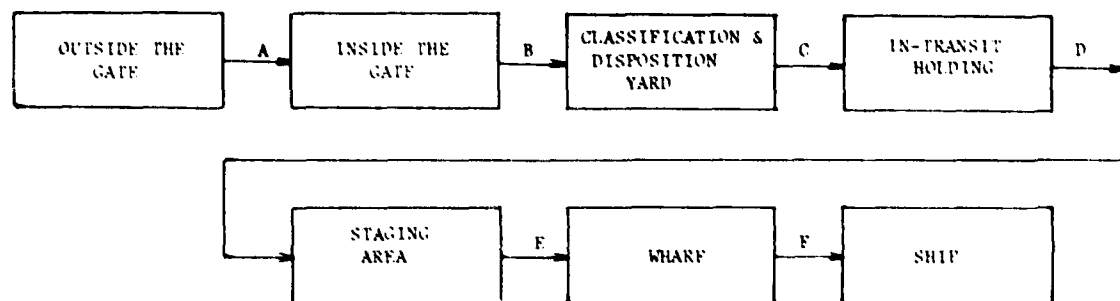 OUTSIDE THE
GATE
A
INSIDE THE
GATE
B
CLASSIFICATION &
DISPOSITION
YARD
C
IN-TRANSIT
HOLDING
D
STAGING
AREA
E
WHARF
F
SHIP